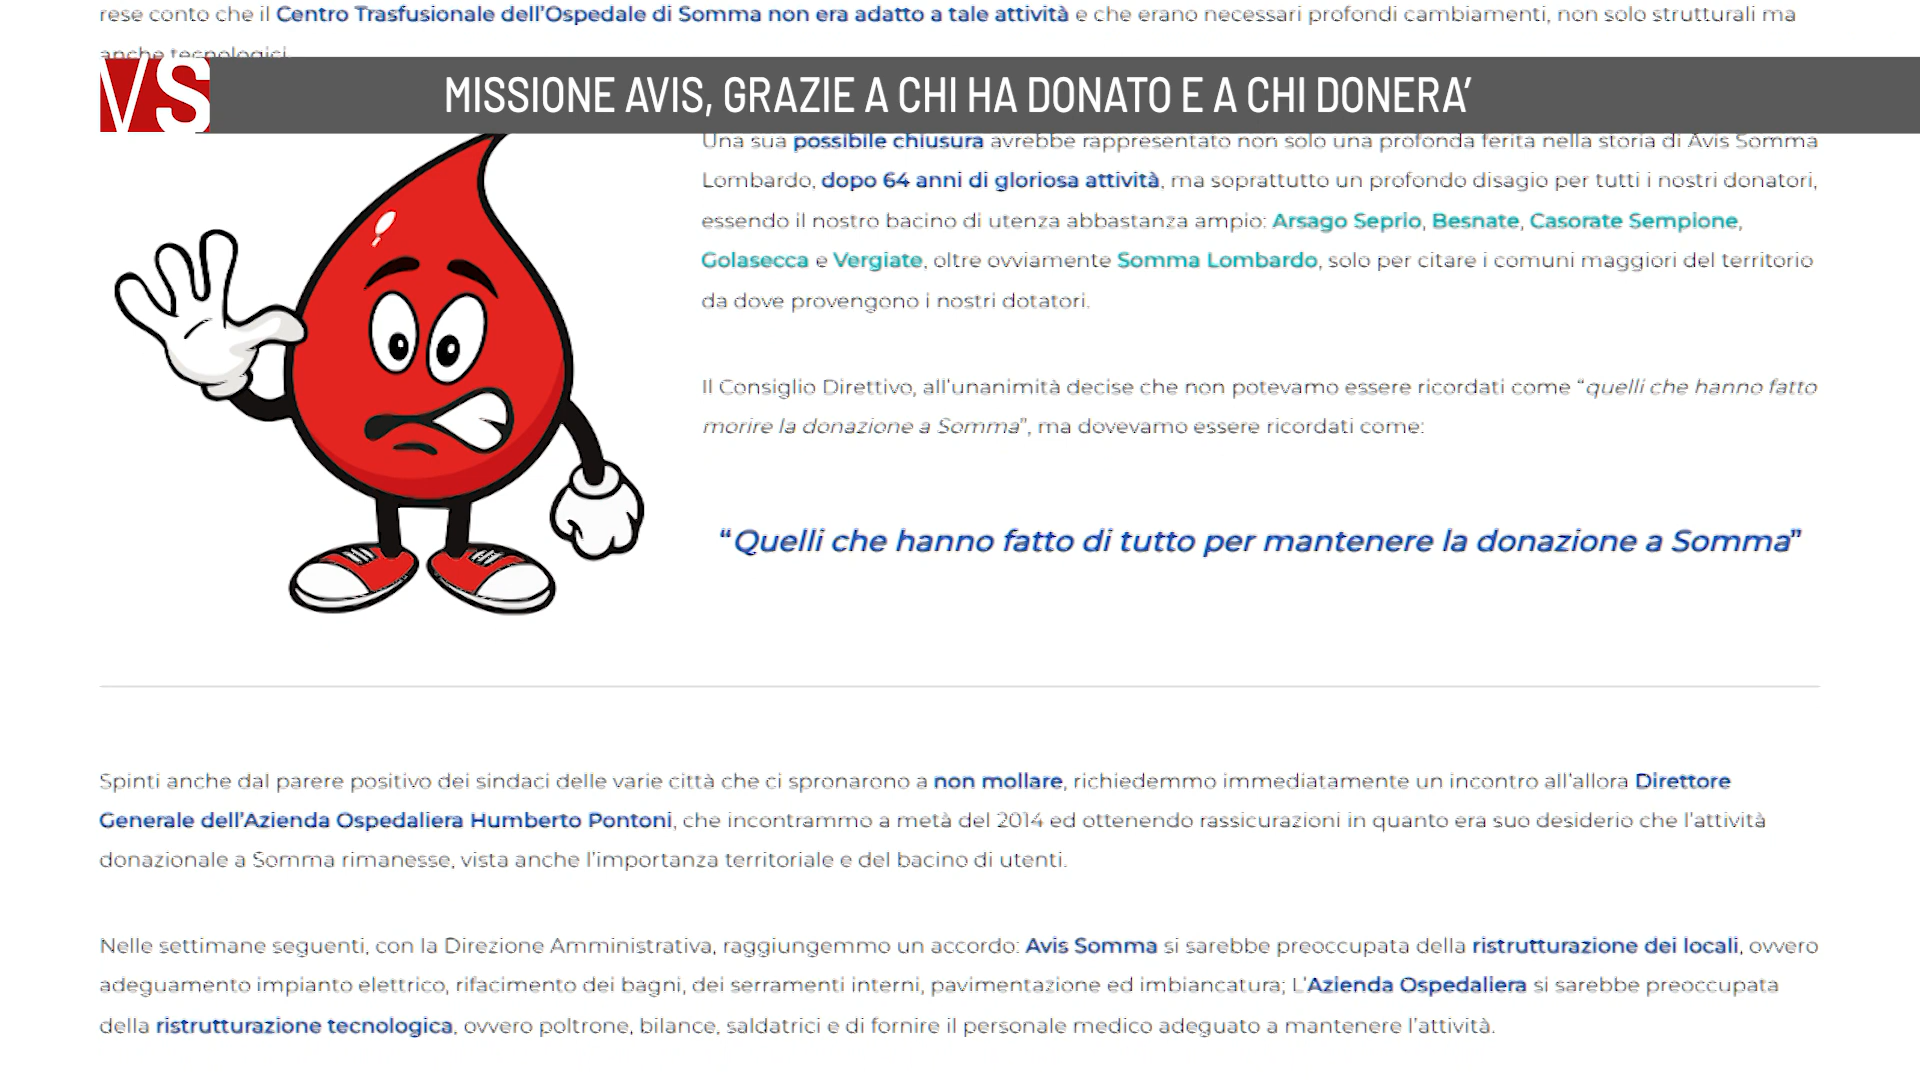 rese conto che il Centro Trasfusionale dell'Ospedale di Somma non era adatto a tale attività e che erano necessari profondi cambiamenti, non solo strutturali ma
anche tecnologici.
VS
MISSIONE AVIS, GRAZIE A CHI HA DONATO E A CHI DONERA'
Una sua possibile chiusura avrebbe rappresentato non solo una profonda ferita nella storia di Avis Somma
Lombardo, dopo 64 anni di gloriosa attività, ma soprattutto un profondo disagio per tutti i nostri donatori,
essendo il nostro bacino di utenza abbastanza ampio: Arsago Seprio, Besnate, Casorate Sempione,
Golasecca e Vergiate, oltre ovviamente Somma Lombardo, solo per citare i comuni maggiori del territorio
da dove provengono i nostri dotatori.
Il Consiglio Direttivo, all'unanimità decise che non potevamo essere ricordati come “quelli che hanno fatto
morire la donazione a Somma”, ma dovevamo essere ricordati come:
“Quelli che hanno fatto di tutto per mantenere la donazione a Somma”
Spinti anche dal parere positivo dei sindaci delle varie città che ci spronarono a non mollare, richiedemmo immediatamente un incontro all'allora Direttore
Generale dell'Azienda Ospedaliera Humberto Pontoni, che incontrammo a metà del 2014 ed ottenendo rassicurazioni in quanto era suo desiderio che l'attività
donazionale a Somma rimanesse, vista anche l'importanza territoriale e del bacino di utenti.
Nelle settimane seguenti, con la Direzione Amministrativa, raggiungemmo un accordo: Avis Somma si sarebbe preoccupata della ristrutturazione dei locali, ovvero
adeguamento impianto elettrico, rifacimento dei bagni, dei serramenti interni, pavimentazione ed imbiancatura; L'Azienda Ospedaliera si sarebbe preoccupata
della ristrutturazione tecnologica, ovvero poltrone, bilance, saldatrici e di fornire il personale medico adeguato a mantenere l'attività.